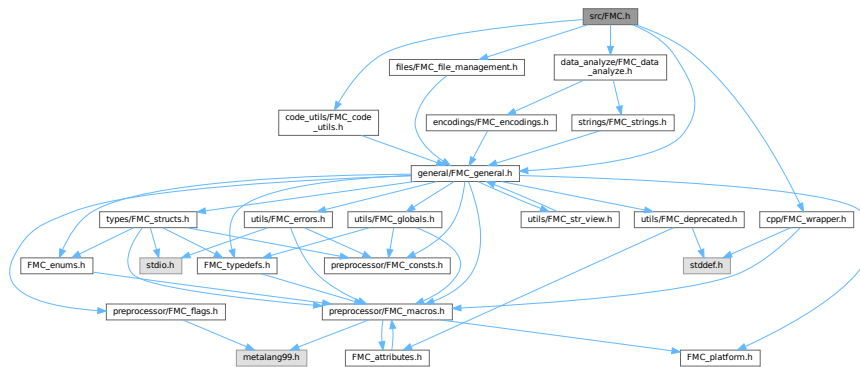 src/FMC.h
files/FMC_file_management.h
data_analyze/FMC_data
_analyze.h
code_utils/FMC_code
_utils.h
encodings/FMC_encodings.h
strings/FMC_strings.h
general/FMC_general.h
types/FMC_structs.h
utils/FMC_errors.h
utils/FMC_globals.h
utils/FMC_str_view.h
utils/FMC_deprecated.h
cpp/FMC_wrapper.h
FMC_enums.h
stdio.h
FMC_typedefs.h
preprocessor/FMC_consts.h
stddef.h
preprocessor/FMC_flags.h
preprocessor/FMC_macros.h
metalang99.h
FMC_attributes.h
FMC_platform.h